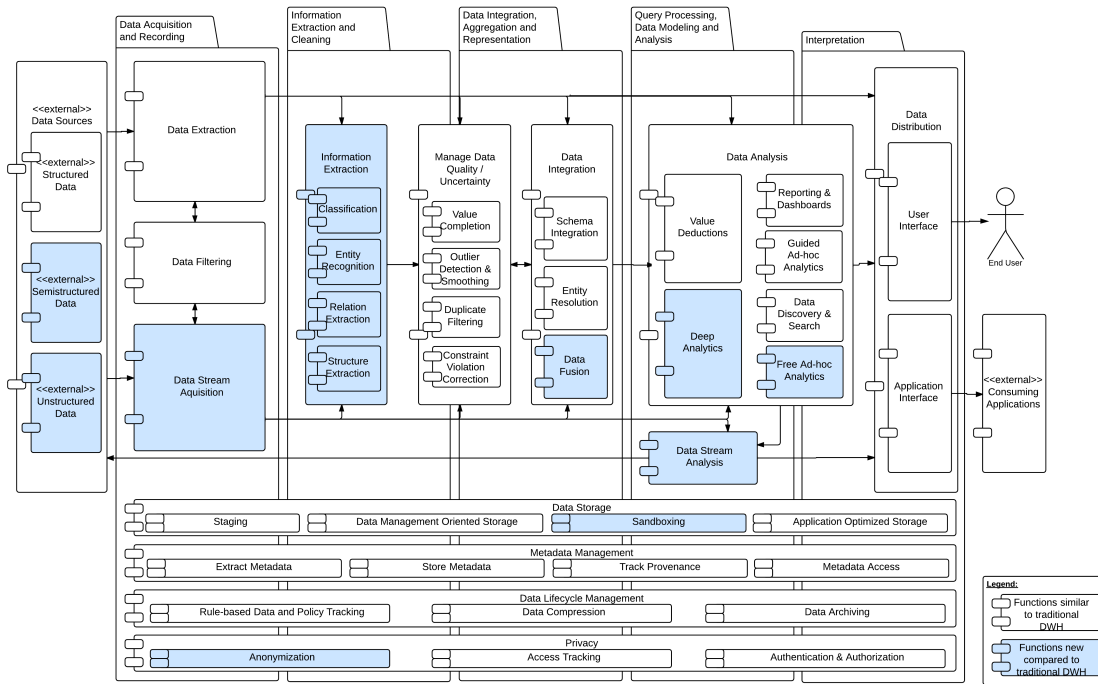 Data Acquisition
and Recording
Information
Extraction and
Cleaning
Data Integration,
Aggregation and
Representation
Query Processing,
Data Modeling and
Analysis
Interpretation
<<external>>
Data Sources
<<external>>
Structured
Data
<<external>>
Semistructured
Data
<<external>>
Unstructured
Data
Data Extraction
Data Filtering
Data Stream
Aquisition
Information
Extraction
Classification
Entity
Recognition
Relation
Extraction
Structure
Extraction
Manage Data
Quality /
Uncertainty
Value
Completion
Outlier
Detection &
Smoothing
Duplicate
Filtering
Constraint
Violation
Correction
Data
Integration
Schema
Integration
Entity
Resolution
Data
Fusion
Data Analysis
Value
Deductions
Deep
Analytics
Reporting &
Dashboards
Guided
Ad-hoc
Analytics
Data
Discovery &
Search
Free Ad-hoc
Analytics
Data Stream
Analysis
Data
Distribution
User
Interface
Application
Interface
End User
<<external>>
Consuming
Applications
Data Storage
Staging
Data Management Oriented Storage
Sandboxing
Application Optimized Storage
Metadata Management
Extract Metadata
Store Metadata
Track Provenance
Metadata Access
Data Lifecycle Management
Rule-based Data and Policy Tracking
Data Compression
Data Archiving
Privacy
Anonymization
Access Tracking
Authentication & Authorization
Legend:
Functions similar
to traditional
DWH
Functions new
compared to
traditional DWH